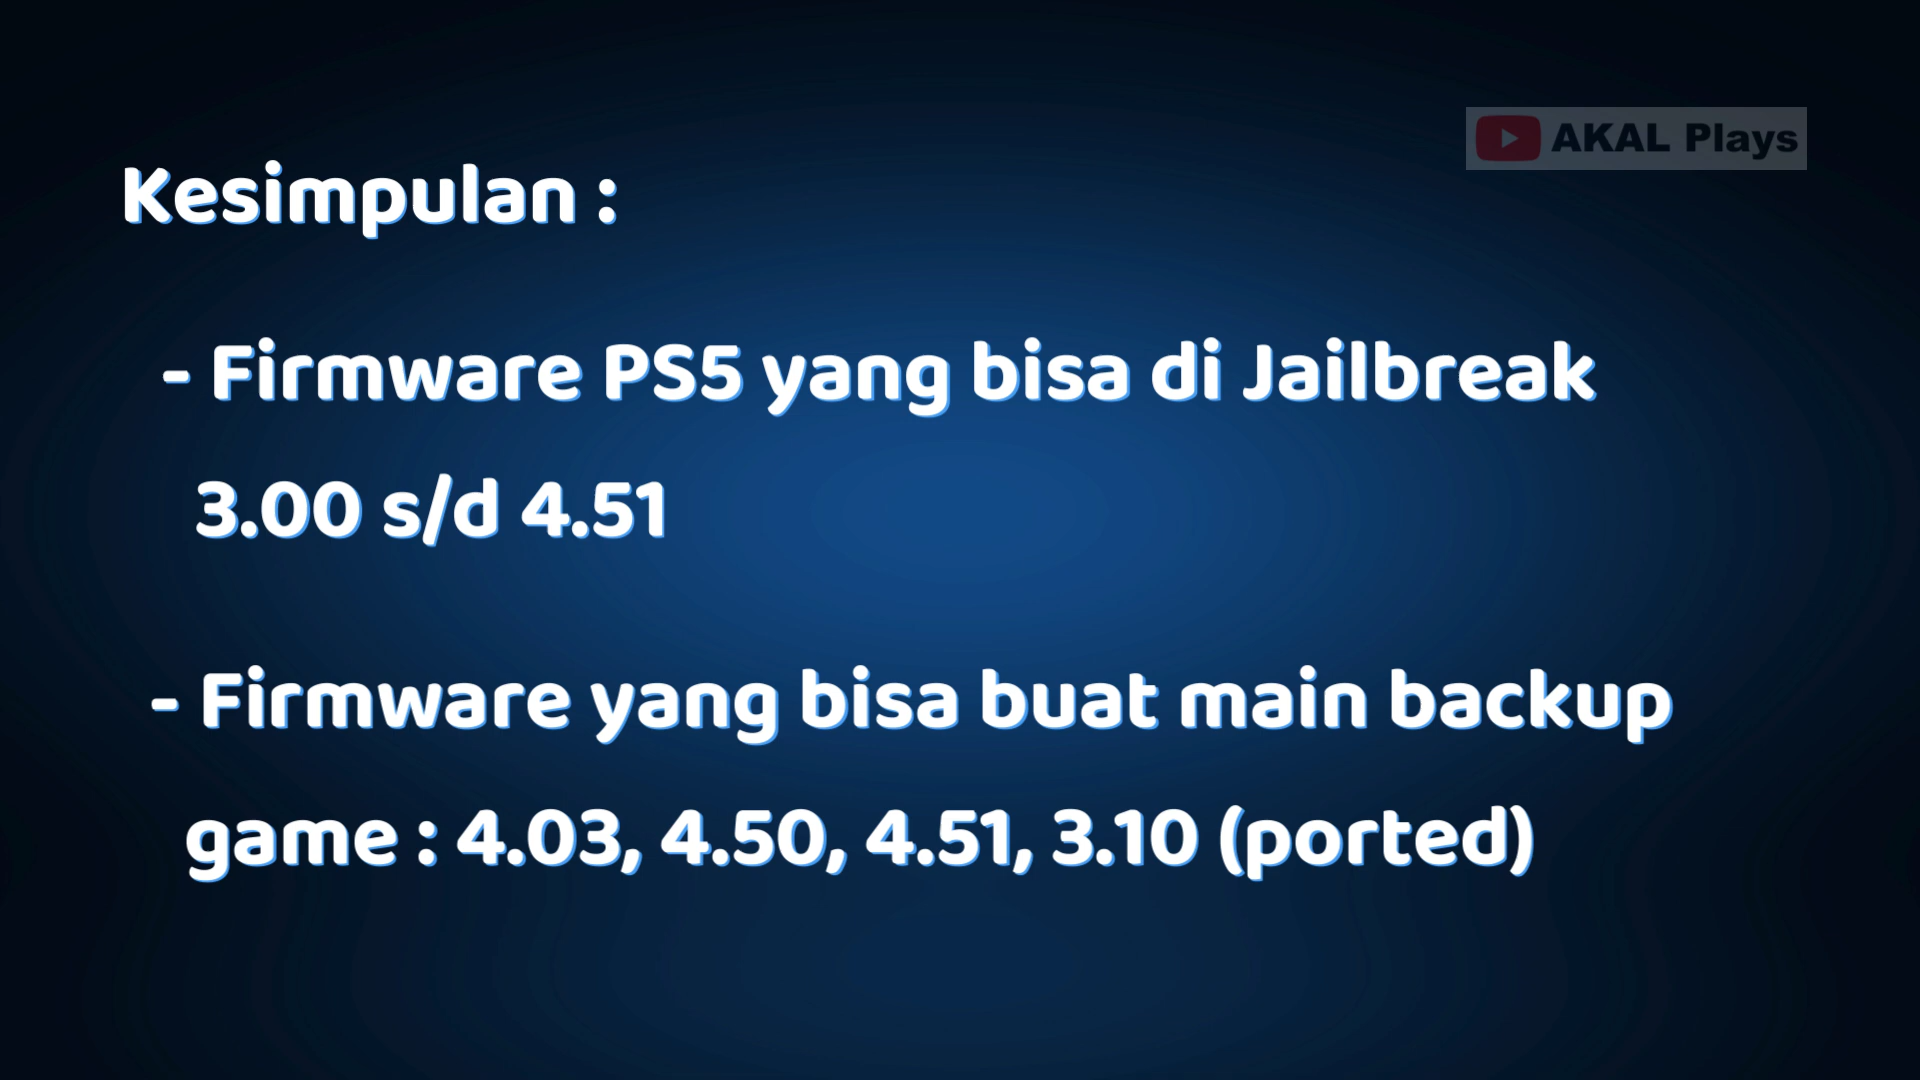 AKAL Plays
Kesimpulan :
- Firmware PS5 yang bisa di Jailbreak
3.00 s/d 4.51
- Firmware yang bisa buat main backup
game : 4.03, 4.50, 4.51, 3.10 (ported)